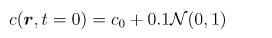 c(𝒓, t = 0) = c₀ + 0.1𝒩(0, 1)